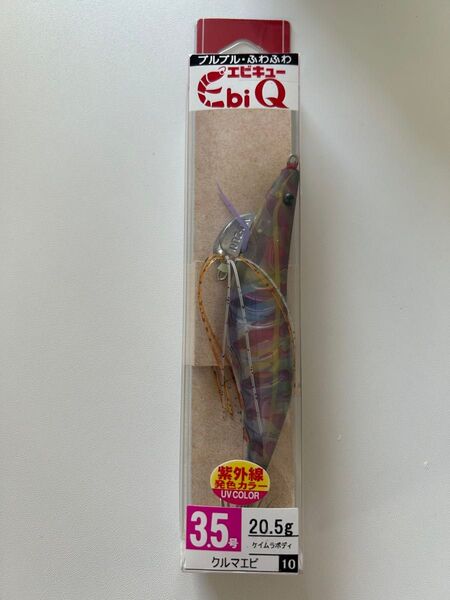 プルプル・ふわふわ
エビキュー
Ebi Q
紫外線
発色カラー
UV COLOR
3.5号
20.5g
ケイムラボディ
クルマエビ
10